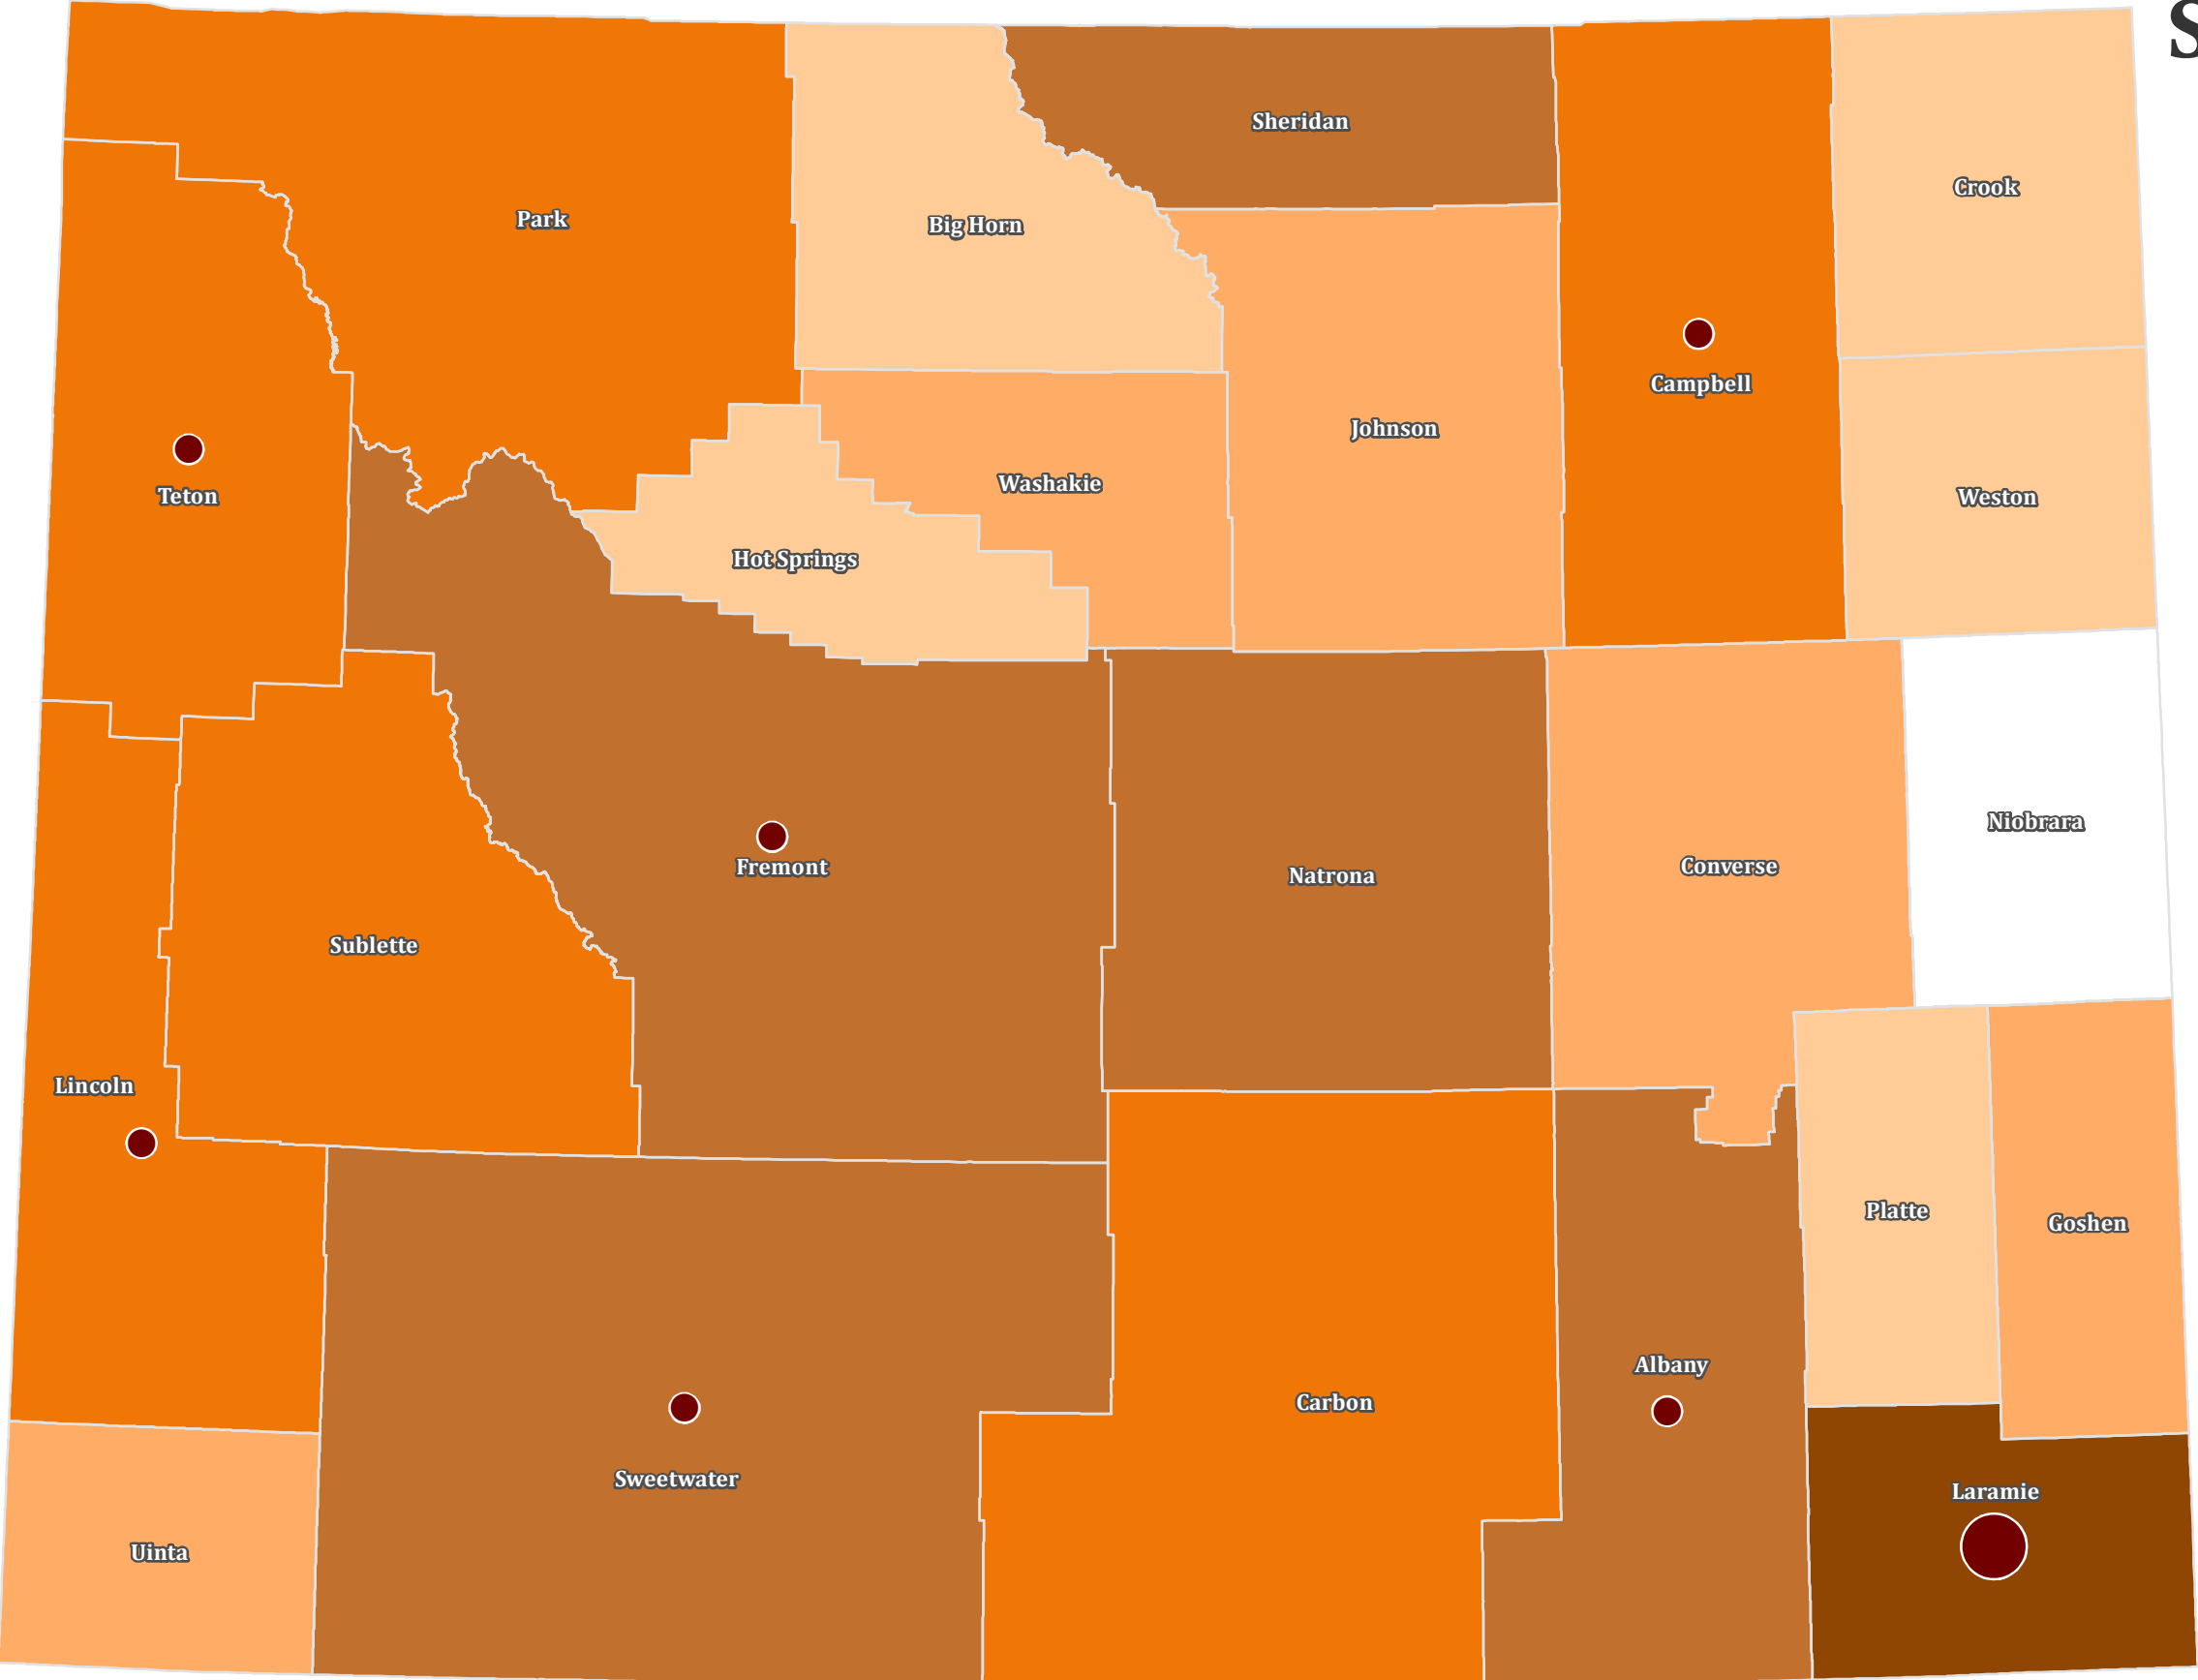 S
Sheridan
Crook
Park
Big Horn
Campbell
Johnson
Washakie
Teton
Weston
Hot Springs
Niobrara
Fremont
Natrona
Converse
Sublette
Lincoln
Platte
Goshen
Albany
Carbon
Sweetwater
Laramie
Uinta